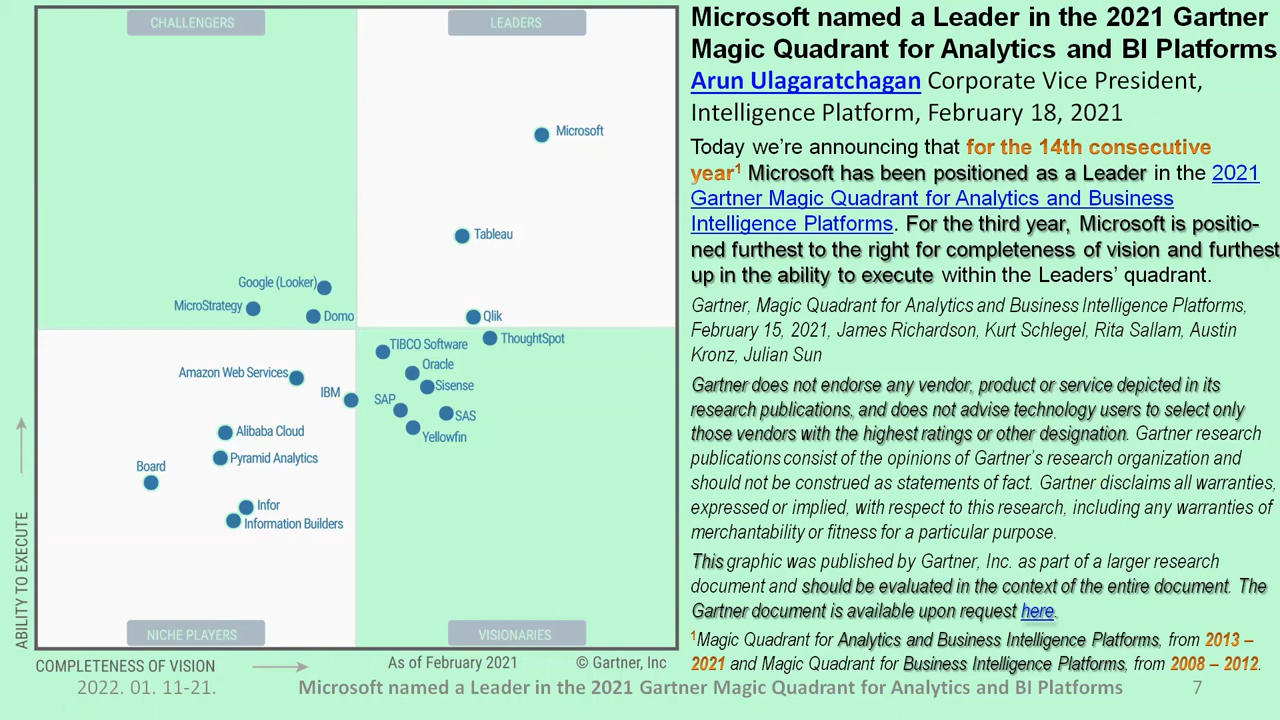 CHALLENGERS
LEADERS
Microsoft
Tableau
Google (Looker)
MicroStrategy
Domo
Qlik
ThoughtSpot
TIBCO Software
Oracle
Amazon Web Services
Sisense
IBM
SAP
SAS
Yellowfin
Alibaba Cloud
Pyramid Analytics
Board
Infor
Information Builders
NICHE PLAYERS
VISIONARIES
ABILITY TO EXECUTE
COMPLETENESS OF VISION
As of February 2021
© Gartner, Inc
Microsoft named a Leader in the 2021 Gartner
Magic Quadrant for Analytics and BI Platforms
Arun Ulagaratchagan Corporate Vice President,
Intelligence Platform, February 18, 2021
Today we’re announcing that for the 14th consecutive
year1 Microsoft has been positioned as a Leader in the 2021
Gartner Magic Quadrant for Analytics and Business
Intelligence Platforms. For the third year, Microsoft is positio-
ned furthest to the right for completeness of vision and furthest
up in the ability to execute within the Leaders’ quadrant.
Gartner, Magic Quadrant for Analytics and Business Intelligence Platforms,
February 15, 2021, James Richardson, Kurt Schlegel, Rita Sallam, Austin
Kronz, Julian Sun
Gartner does not endorse any vendor, product or service depicted in its
research publications, and does not advise technology users to select only
those vendors with the highest ratings or other designation. Gartner research
publications consist of the opinions of Gartner’s research organization and
should not be construed as statements of fact. Gartner disclaims all warranties,
expressed or implied, with respect to this research, including any warranties of
merchantability or fitness for a particular purpose.
This graphic was published by Gartner, Inc. as part of a larger research
document and should be evaluated in the context of the entire document. The
Gartner document is available upon request here.
1Magic Quadrant for Analytics and Business Intelligence Platforms, from 2013 –
2021 and Magic Quadrant for Business Intelligence Platforms, from 2008 – 2012.
2022. 01. 11-21.
Microsoft named a Leader in the 2021 Gartner Magic Quadrant for Analytics and BI Platforms
7